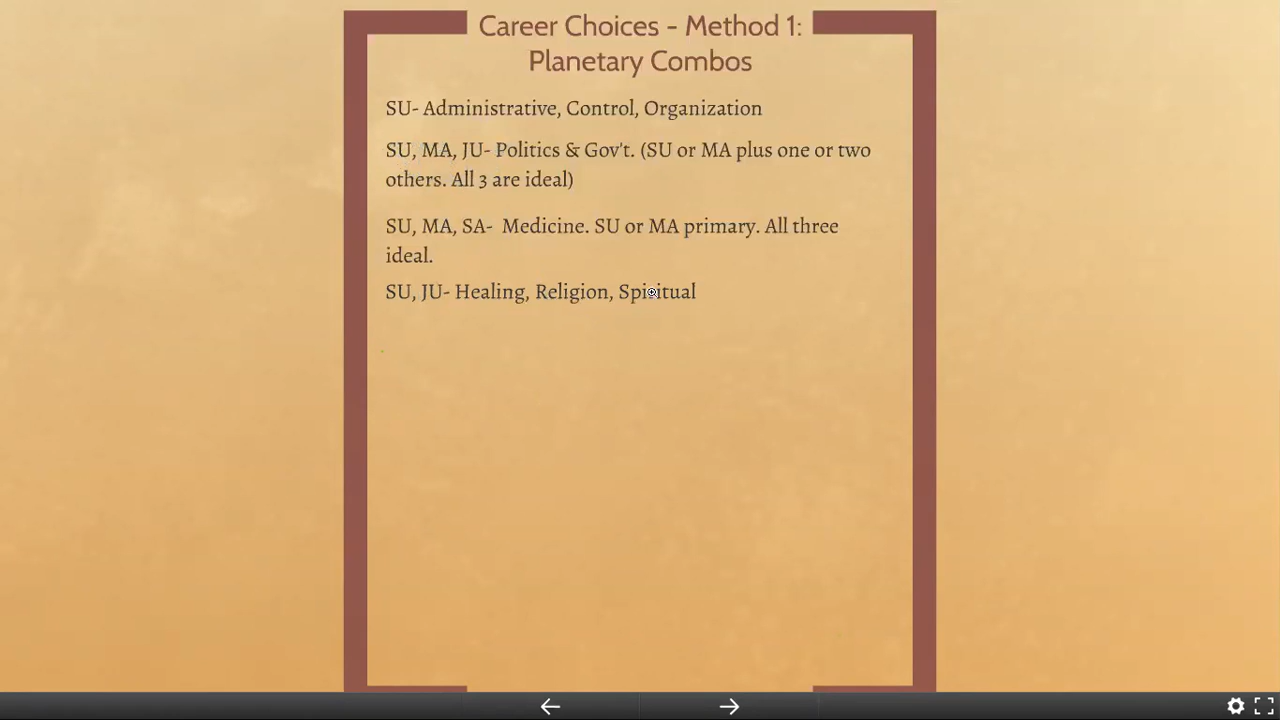 Career Choices - Method 1:
Planetary Combos
SU- Administrative, Control, Organization
SU, MA, JU- Politics & Gov't. (SU or MA plus one or two
others. All 3 are ideal)
SU, MA, SA- Medicine. SU or MA primary. All three
ideal.
SU, JU- Healing, Religion, Spiritual